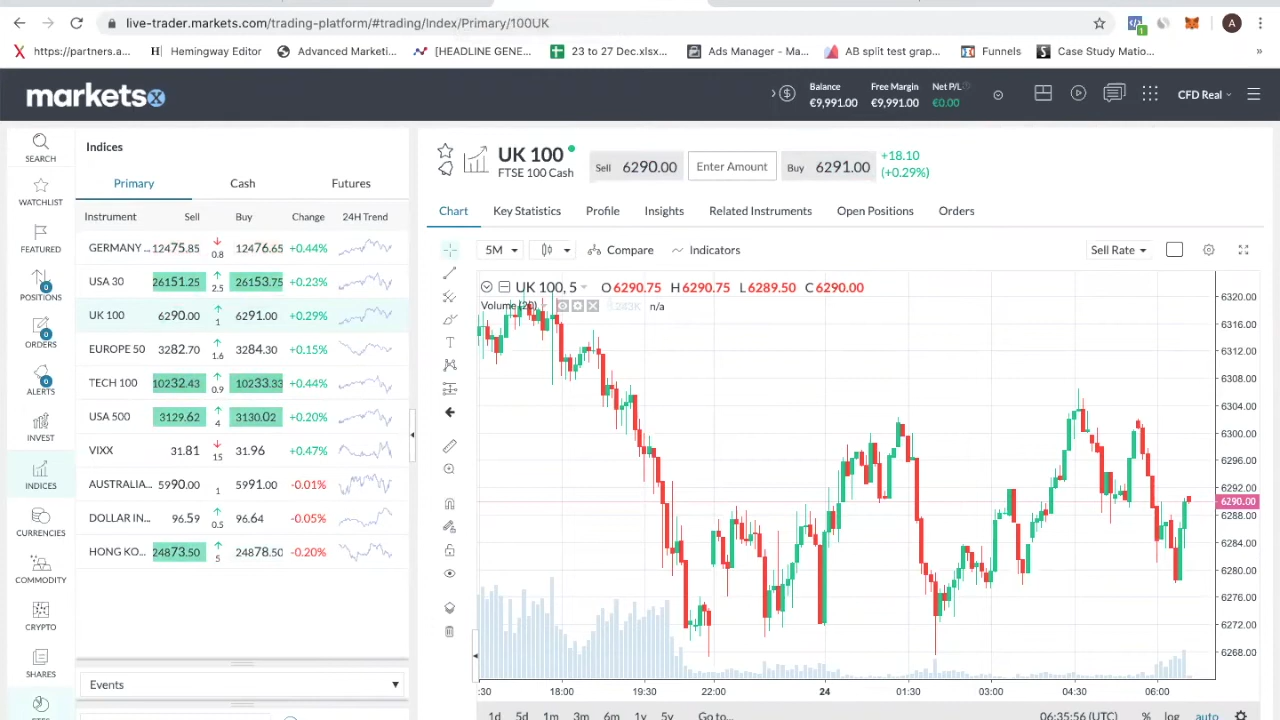 live-trader.markets.com/trading-platform/#trading/Index/Primary/100UK
A
1
https://partners.a... Hemingway Editor Advanced Marketi... [HEADLINE GENE... 23 to 27 Dec.xlsx... Ads Manager - Ma... AB split test grap... Funnels Case Study Matio... »
marketsx
Balance Free Margin Net P/L
€9,991.00 €9,991.00 €0.00
CFD Real
SEARCH
WATCHLIST
FEATURED
0
POSITIONS
0
ORDERS
0
ALERTS
INVEST
INDICES
CURRENCIES
COMMODITY
CRYPTO
SHARES
Indices
Primary Cash Futures
Instrument Sell Buy Change 24H Trend
GERMANY ... 12475.85 0.8 12476.65 +0.44%
USA 30 26151.25 2.5 26153.75 +0.23%
UK 100 6290.00 1 6291.00 +0.29%
EUROPE 50 3282.70 1.6 3284.30 +0.15%
TECH 100 10232.43 0.9 10233.33 +0.44%
USA 500 3129.62 4 3130.02 +0.20%
VIXX 31.81 15 31.96 +0.47%
AUSTRALIA... 5990.00 1 5991.00 -0.01%
DOLLAR IN... 96.59 0.5 96.64 -0.05%
HONG KO... 24873.50 5 24878.50 -0.20%
Events
UK 100
FTSE 100 Cash
Sell 6290.00 Enter Amount Buy 6291.00
+18.10
(+0.29%)
Chart Key Statistics Profile Insights Related Instruments Open Positions Orders
5M Compare Indicators Sell Rate
UK 100, 5 O 6290.75 H 6290.75 L 6289.50 C 6290.00
Volume (20) 243K n/a
6320.00
6316.00
6312.00
6308.00
6304.00
6300.00
6296.00
6292.00
6290.00
6288.00
6284.00
6280.00
6276.00
6272.00
6268.00
:30 18:00 19:30 22:00 24 01:30 03:00 04:30 06:00
1d 5d 1m 3m 6m 1y 5y Go to... 06:35:56 (UTC) % log auto